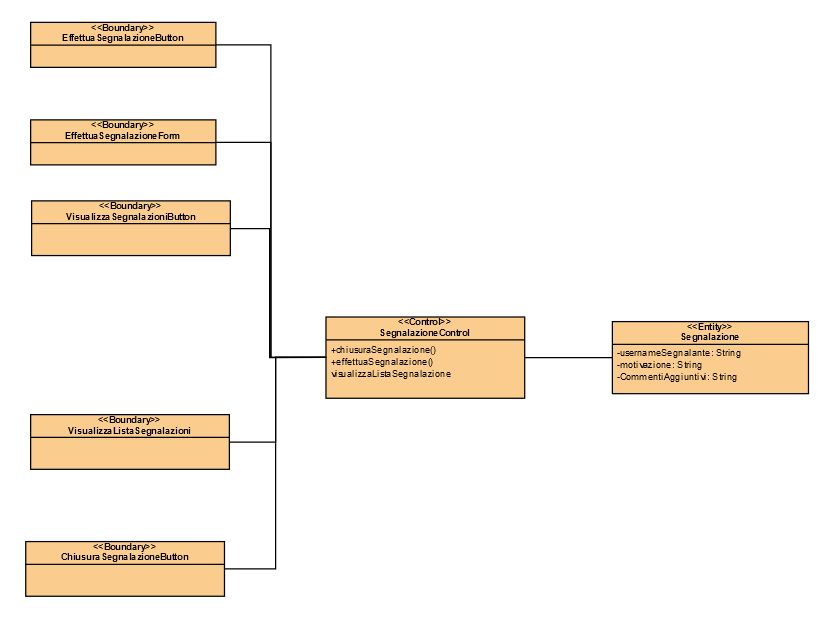 <<Boundary>>
EffettuaSegnalazioneButton
<<Boundary>>
EffettuaSegnalazioneForm
<<Boundary>>
VisualizzaSegnalazioniButton
<<Control>>
SegnalazioneControl
+chiusuraSegnalazione()
+effettuaSegnalazione()
visualizzaListaSegnalazione
<<Entity>>
Segnalazione
-usernameSegnalante: String
-motivazione: String
-CommentiAggiuntivi: String
<<Boundary>>
VisualizzaListaSegnalazioni
<<Boundary>>
ChiusuraSegnalazioneButton